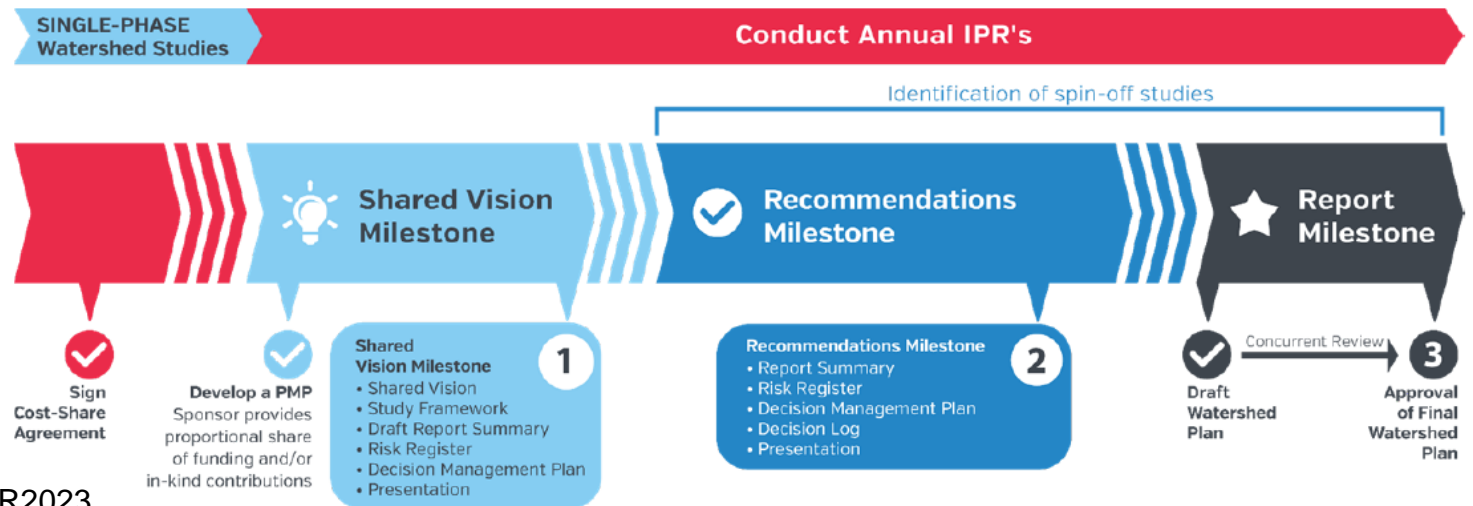 SINGLE-PHASE
Watershed Studies
Conduct Annual IPR's
Identification of spin-off studies
Shared Vision
Milestone
Recommendations
Milestone
Report
Milestone
Sign
Cost-Share
Agreement
Develop a PMP
Sponsor provides
proportional share
of funding and/or
in-kind contributions
Shared
Vision Milestone
• Shared Vision
• Study Framework
• Draft Report Summary
• Risk Register
• Decision Management Plan
• Presentation
1
Recommendations Milestone
• Report Summary
• Risk Register
• Decision Management Plan
• Decision Log
• Presentation
2
Draft
Watershed
Plan
Concurrent Review
3
Approval
of Final
Watershed
Plan
R2023